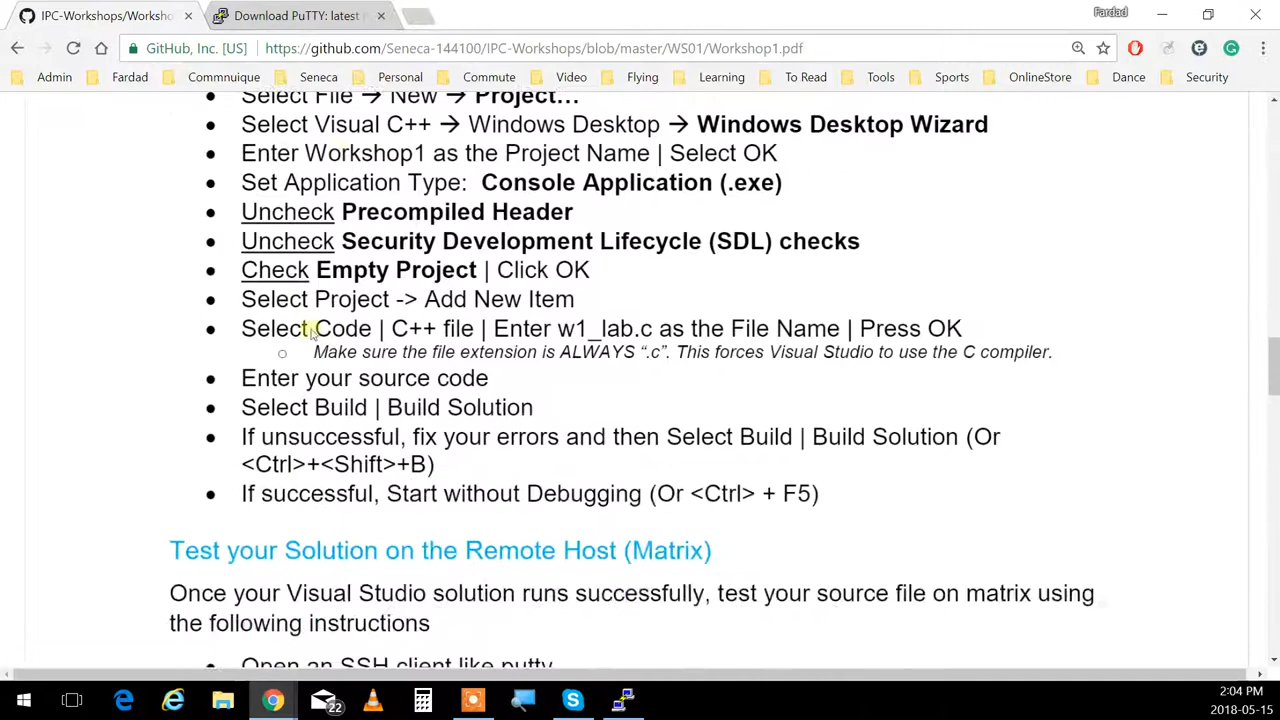 IPC-Workshops/Worksho
Download PuTTY: latest
Fardad
GitHub, Inc. [US]
https://github.com/Seneca-144100/IPC-Workshops/blob/master/WS01/Workshop1.pdf
Admin
Fardad
Commnuique
Seneca
Personal
Commute
Video
Flying
Learning
To Read
Tools
Sports
OnlineStore
Dance
Security
Select File → New → Project…
Select Visual C++ → Windows Desktop → Windows Desktop Wizard
Enter Workshop1 as the Project Name | Select OK
Set Application Type: Console Application (.exe)
Uncheck Precompiled Header
Uncheck Security Development Lifecycle (SDL) checks
Check Empty Project | Click OK
Select Project -> Add New Item
Select Code | C++ file | Enter w1_lab.c as the File Name | Press OK
Make sure the file extension is ALWAYS “.c”. This forces Visual Studio to use the C compiler.
Enter your source code
Select Build | Build Solution
If unsuccessful, fix your errors and then Select Build | Build Solution (Or
<Ctrl>+<Shift>+B)
If successful, Start without Debugging (Or <Ctrl> + F5)
Test your Solution on the Remote Host (Matrix)
Once your Visual Studio solution runs successfully, test your source file on matrix using
the following instructions
Open an SSH client like putty
22
2:04 PM
2018-05-15